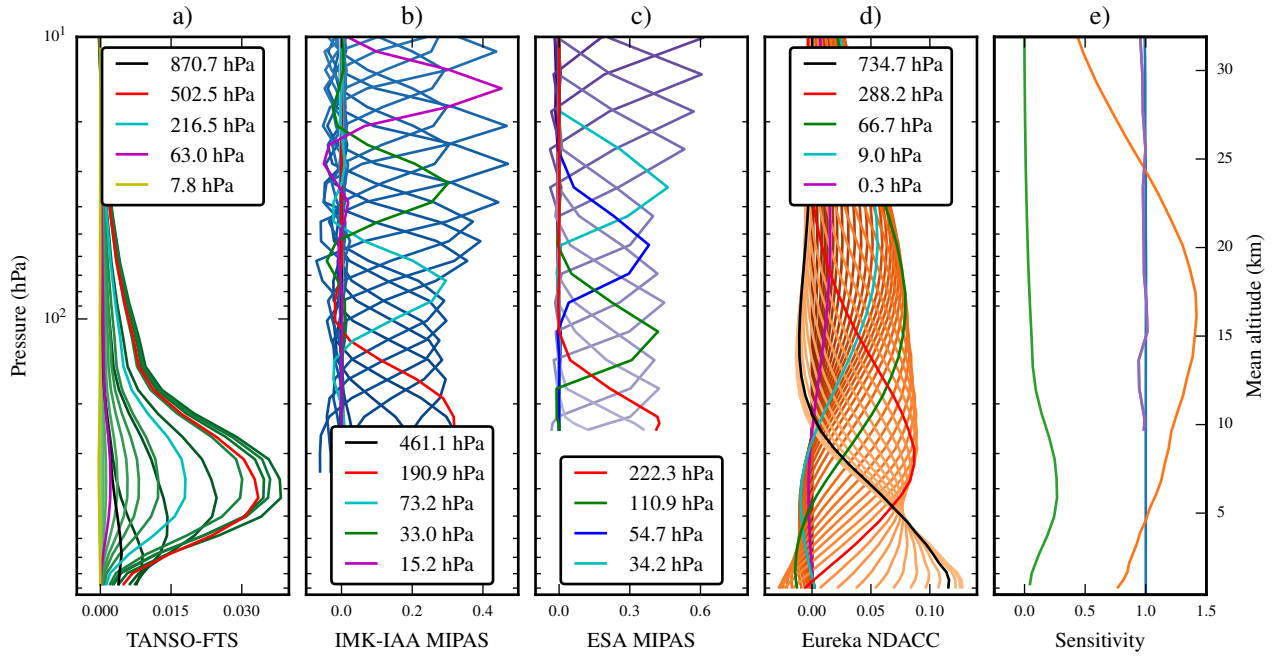 a)
b)
c)
d)
e)
Pressure (hPa)
10^1
10^2
870.7 hPa
502.5 hPa
216.5 hPa
63.0 hPa
7.8 hPa
461.1 hPa
190.9 hPa
73.2 hPa
33.0 hPa
15.2 hPa
222.3 hPa
110.9 hPa
54.7 hPa
34.2 hPa
734.7 hPa
288.2 hPa
66.7 hPa
9.0 hPa
0.3 hPa
30
25
20
15
10
5
Mean altitude (km)
0.000 0.015 0.030
0.0 0.2 0.4
0.0 0.3 0.6
0.00 0.05 0.10
0.0 0.5 1.0 1.5
TANSO-FTS
IMK-IAA MIPAS
ESA MIPAS
Eureka NDACC
Sensitivity